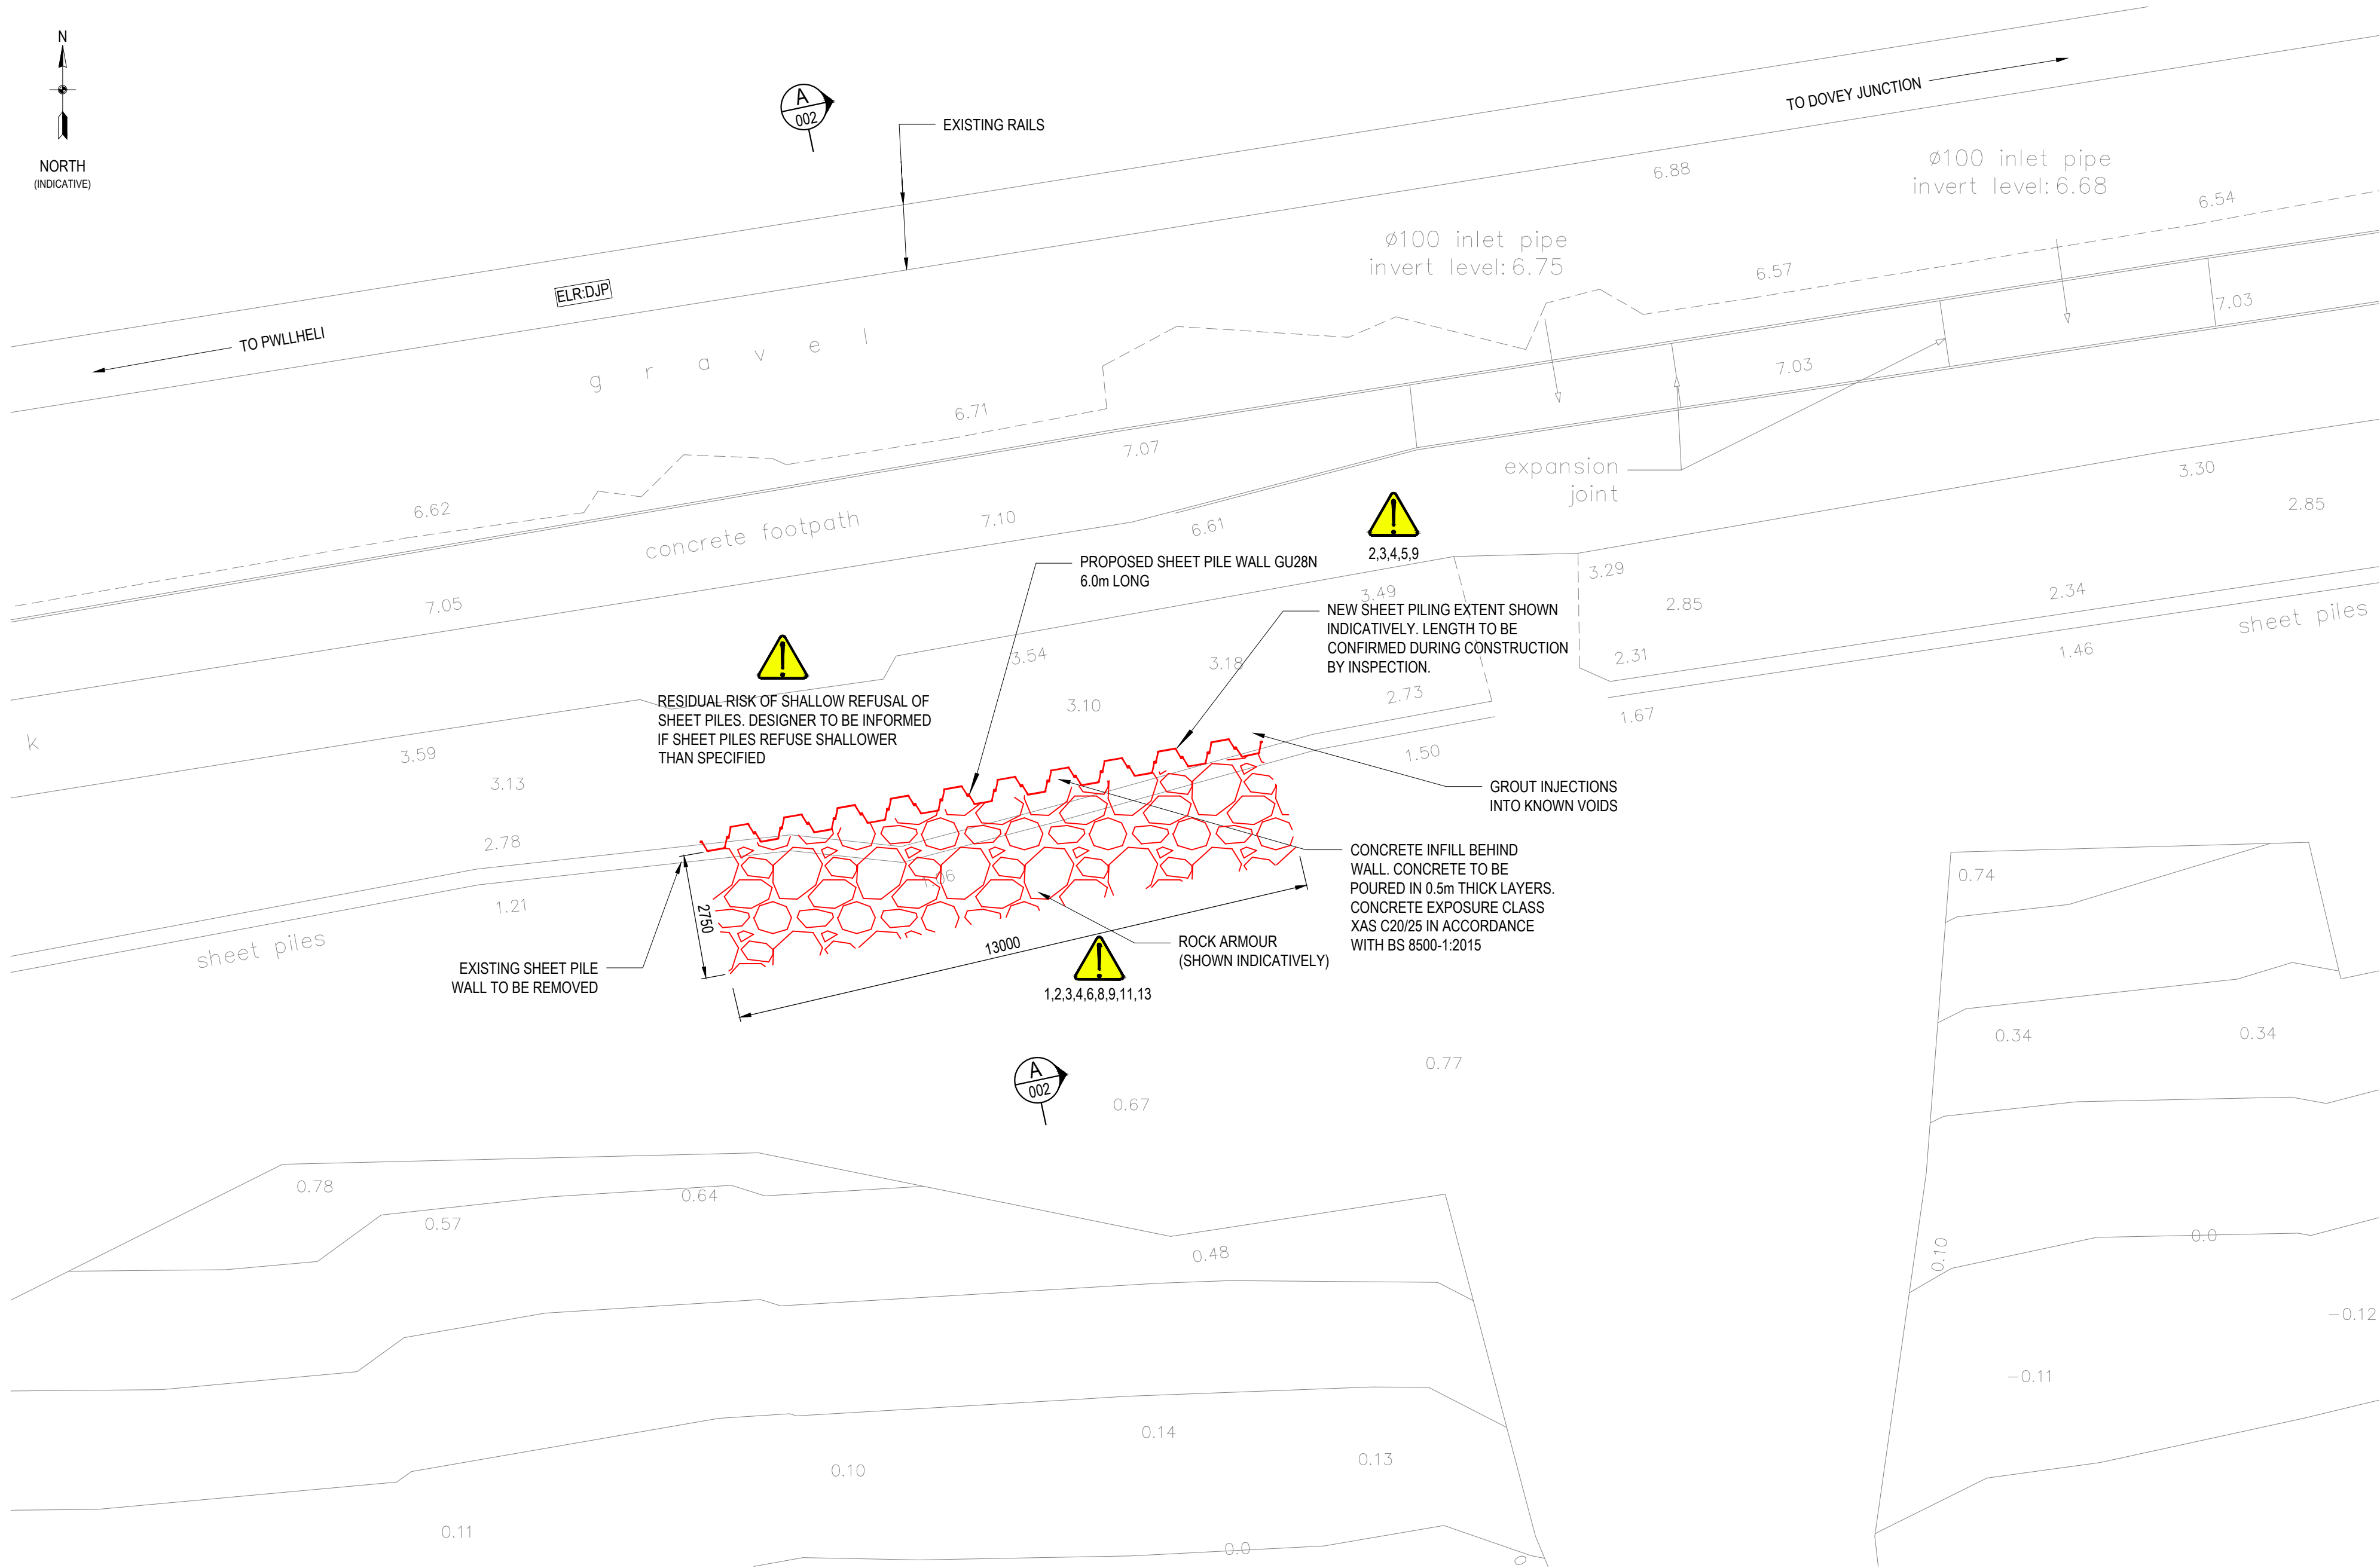 N
NORTH
(INDICATIVE)
A
002
EXISTING RAILS
TO DOVEY JUNCTION
6.88
Ø100 inlet pipe
invert level:6.68
6.54
Ø100 inlet pipe
invert level:6.75
6.57
ELR:DJP
7.03
TO PWLLHELI
gravel
7.03
6.71
7.07
expansion
joint
3.30
2.85
6.62
concrete footpath
7.10
6.61
2,3,4,5,9
PROPOSED SHEET PILE WALL GU28N
6.0m LONG
3.29
7.05
3.49
2.85
2.34
NEW SHEET PILING EXTENT SHOWN
INDICATIVELY. LENGTH TO BE
CONFIRMED DURING CONSTRUCTION
BY INSPECTION.
sheet piles
3.54
3.18
2.31
1.46
RESIDUAL RISK OF SHALLOW REFUSAL OF
SHEET PILES. DESIGNER TO BE INFORMED
IF SHEET PILES REFUSE SHALLOWER
THAN SPECIFIED
3.10
2.73
1.67
k
3.59
3.13
1.50
GROUT INJECTIONS
INTO KNOWN VOIDS
2.78
CONCRETE INFILL BEHIND
WALL. CONCRETE TO BE
POURED IN 0.5m THICK LAYERS.
CONCRETE EXPOSURE CLASS
XAS C20/25 IN ACCORDANCE
WITH BS 8500-1:2015
1.06
0.74
1.21
2750
sheet piles
13000
ROCK ARMOUR
(SHOWN INDICATIVELY)
EXISTING SHEET PILE
WALL TO BE REMOVED
1,2,3,4,6,8,9,11,13
0.34
0.34
A
002
0.77
0.67
0.78
0.64
0.57
0.48
0.10
0.0
-0.12
-0.11
0.14
0.13
0.10
0.11
0.0
0